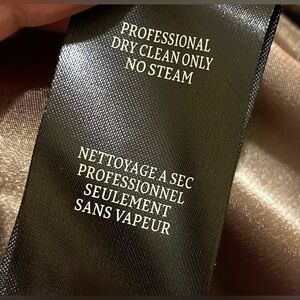 PROFESSIONAL
DRY CLEAN ONLY
NO STEAM
NETTOYAGE A SEC
PROFESSIONNEL
SEULEMENT
SANS VAPEUR